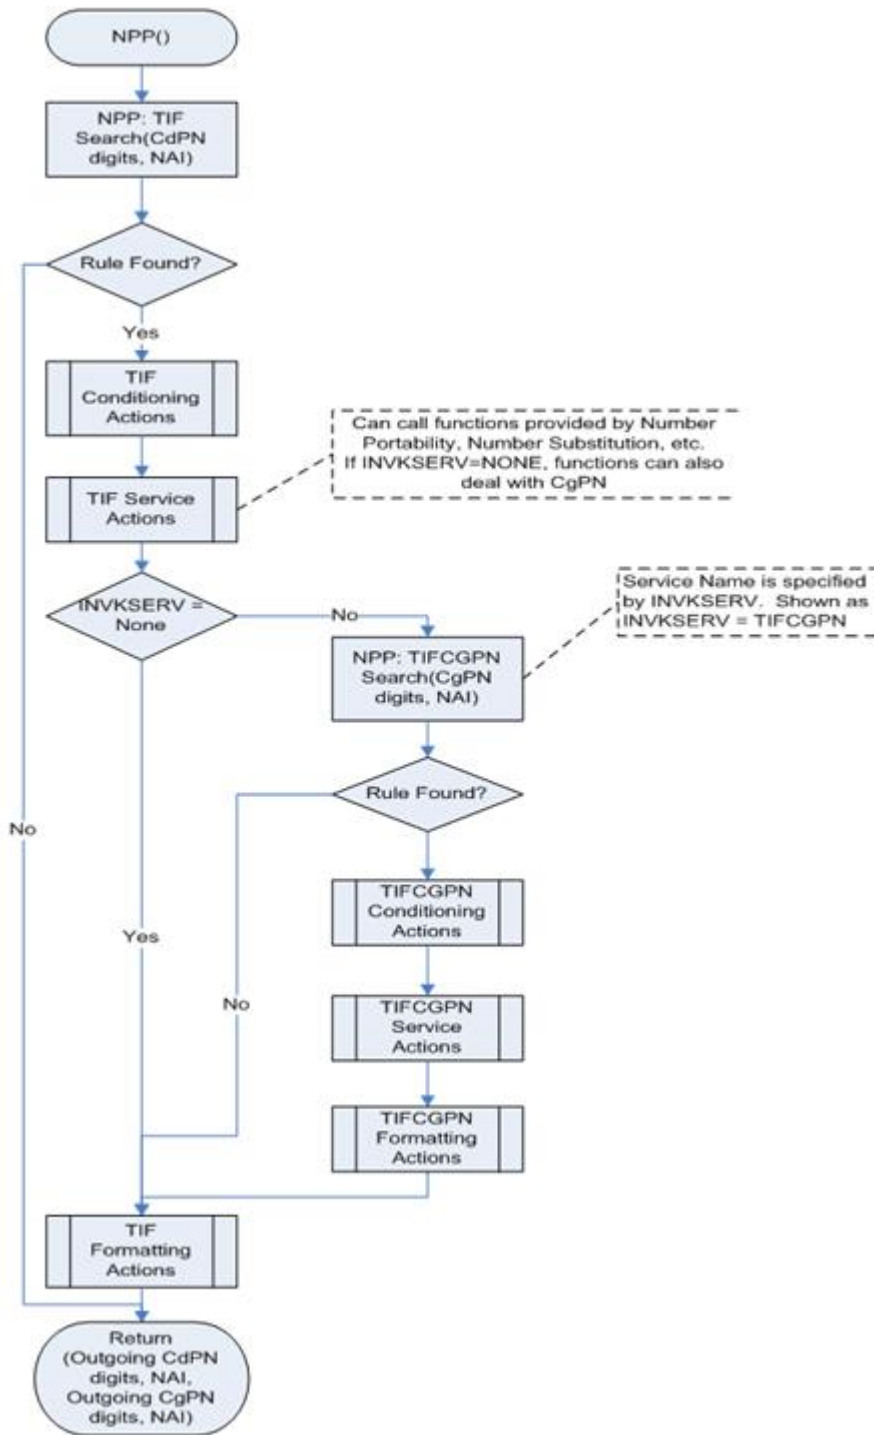 NPP()
NPP: TIF
Search(CdPN
digits, NAI)
Rule Found?
Yes
TIF
Conditioning
Actions
Can call functions provided by Number
Portability, Number Substitution, etc.
If INVKSERV=NONE, functions can also
deal with CgPN
TIF Service
Actions
INVKSERV =
None
No
Service Name is specified
by INVKSERV. Shown as
INVKSERV = TIFCGPN
NPP: TIFCGPN
Search(CgPN
digits, NAI)
Rule Found?
No
TIFCGPN
Conditioning
Actions
Yes
No
TIFCGPN
Service
Actions
TIFCGPN
Formatting
Actions
TIF
Formatting
Actions
Return
(Outgoing CdPN
digits, NAI,
Outgoing CgPN
digits, NAI)